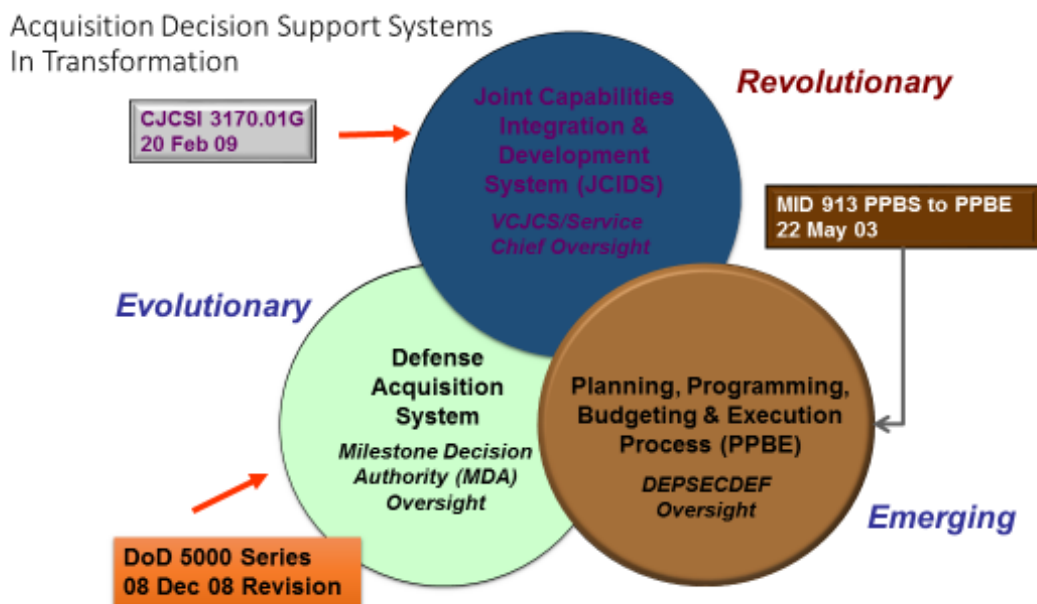 Acquisition Decision Support Systems
In Transformation
Revolutionary
CJCSI 3170.01G
20 Feb 09
Joint Capabilities
Integration &
Development
System (JCIDS)
VCJCS/Service
Chief Oversight
MID 913 PPBS to PPBE
22 May 03
Evolutionary
Defense
Acquisition
System
Milestone Decision
Authority (MDA)
Oversight
Planning, Programming,
Budgeting & Execution
Process (PPBE)
DEPSECDEF
Oversight
Emerging
DoD 5000 Series
08 Dec 08 Revision